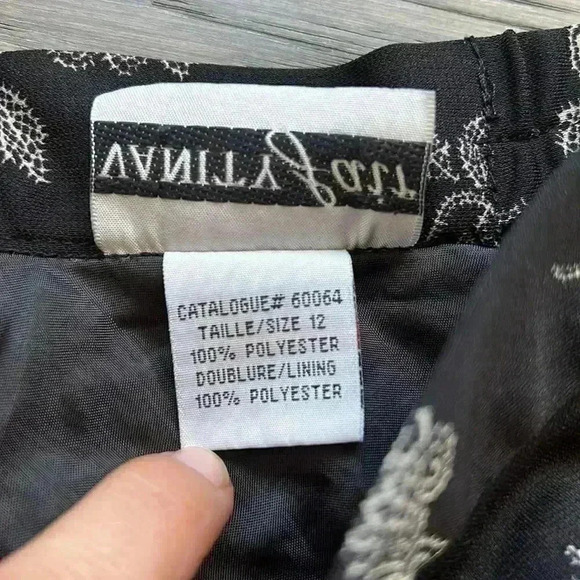 VANITY Fair
CATALOGUE# 60064
TAILLE/SIZE 12
100% POLYESTER
DOUBLURE/LINING
100% POLYESTER